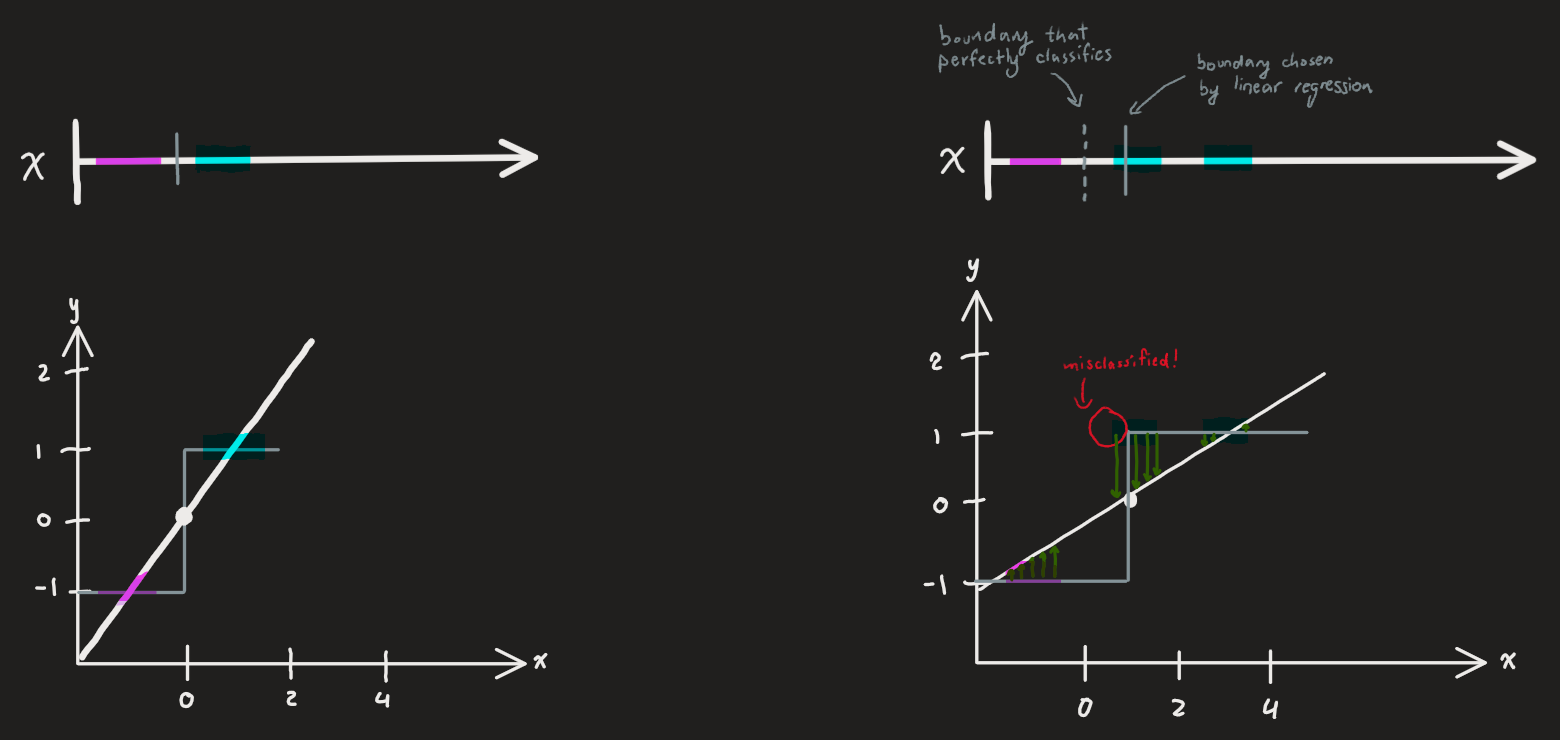 boundary that
perfectly classifies
boundary chosen
by linear regression
x
x
y
2
1
0
-1
0
2
4
x
y
misclassified!
2
1
0
-1
0
2
4
x